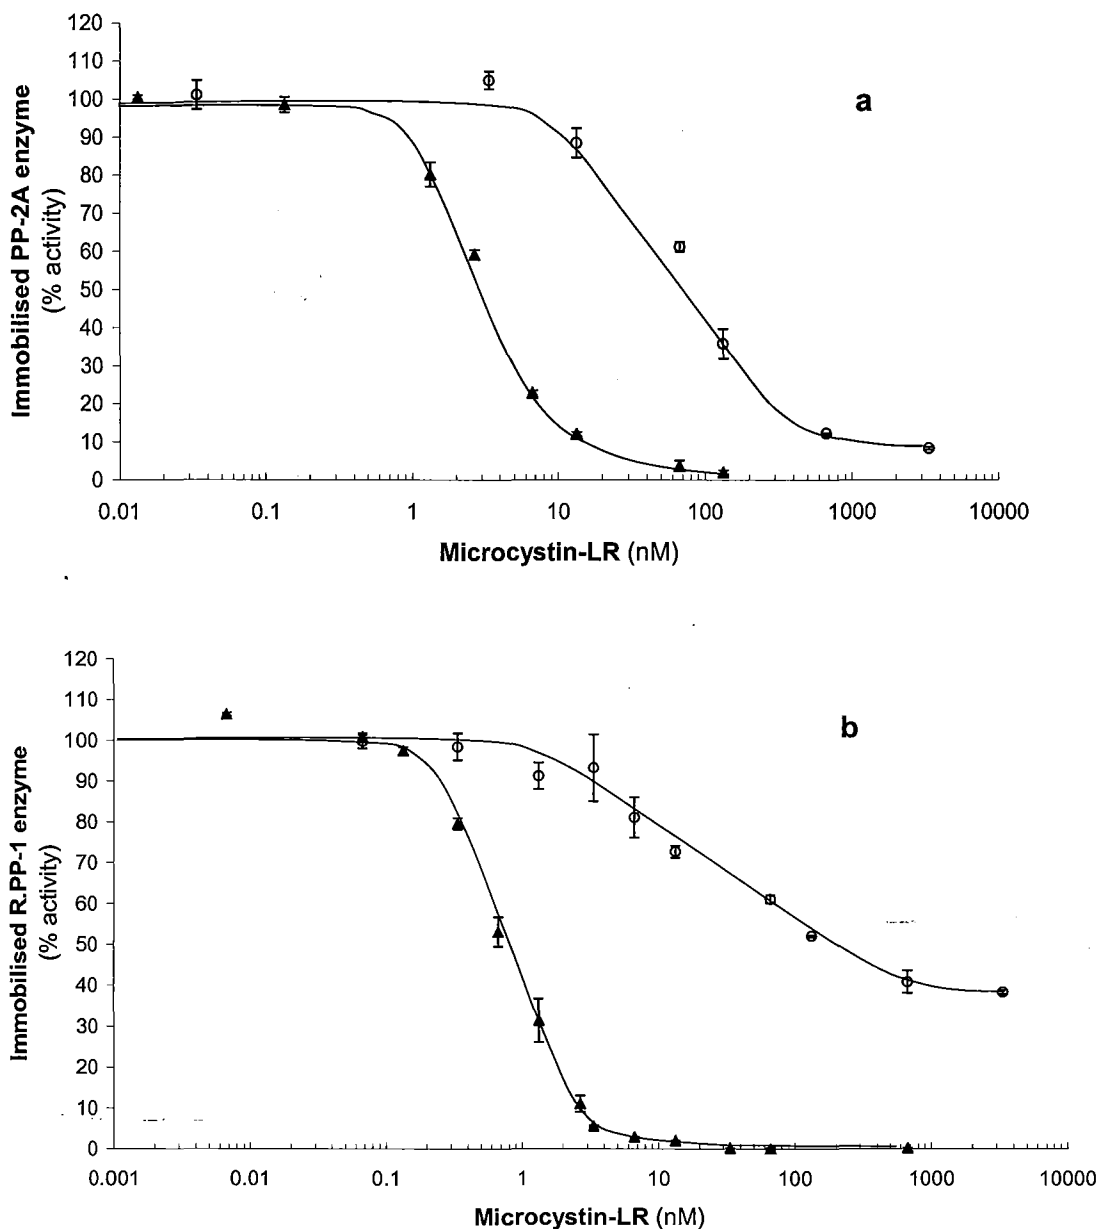 120
110
100
90
80
70
60
50
40
30
20
10
0
Immobilised PP-2A enzyme
(% activity)
a
0.01 0.1 1 10 100 1000 10000
Microcystin-LR (nM)
120
110
100
90
80
70
60
50
40
30
20
10
0
Immobilised R.PP-1 enzyme
(% activity)
b
0.001 0.01 0.1 1 10 100 1000 10000
Microcystin-LR (nM)